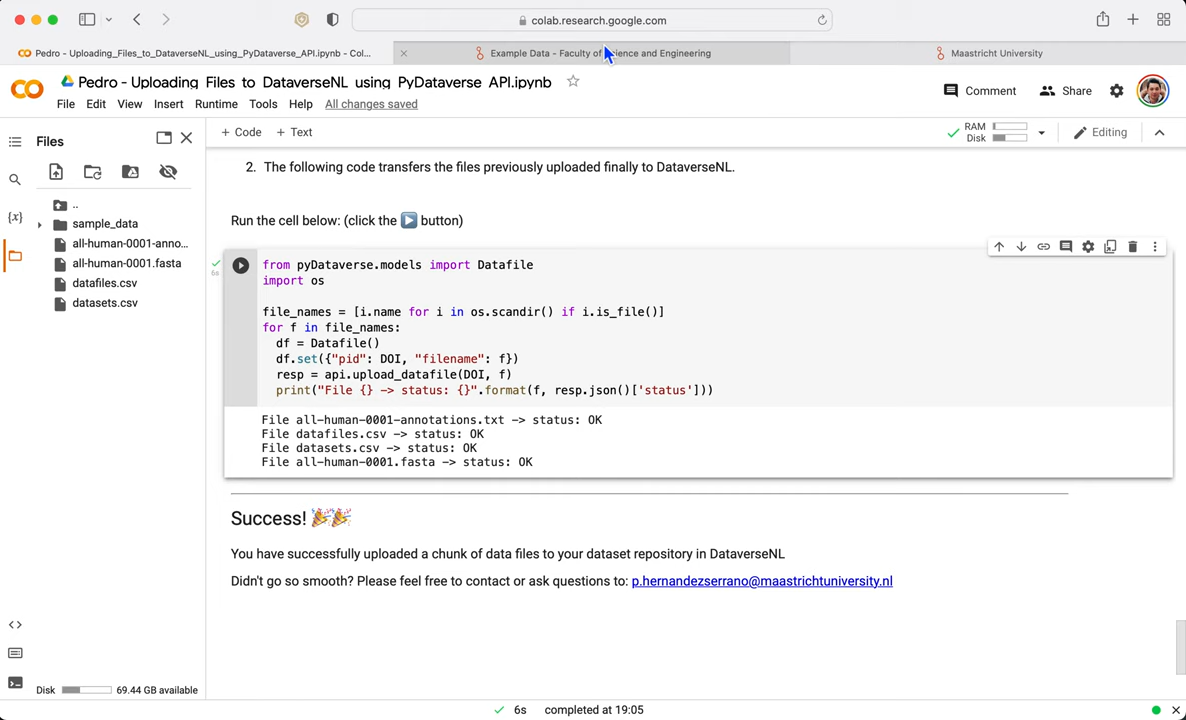 colab.research.google.com
Pedro - Uploading_Files_to_DataverseNL_using_PyDataverse_API.ipynb - Col...
Example Data - Faculty of Science and Engineering
Maastricht University
Pedro - Uploading Files to DataverseNL using PyDataverse API.ipynb
File Edit View Insert Runtime Tools Help All changes saved
Comment
Share
Files
+ Code + Text
RAM
Disk
Editing
..
sample_data
all-human-0001-anno...
all-human-0001.fasta
datafiles.csv
datasets.csv
{x}
2. The following code transfers the files previously uploaded finally to DataverseNL.
Run the cell below: (click the ▶️ button)
6s
from pyDataverse.models import Datafile
import os
file_names = [i.name for i in os.scandir() if i.is_file()]
for f in file_names:
df = Datafile()
df.set({"pid": DOI, "filename": f})
resp = api.upload_datafile(DOI, f)
print("File {} -> status: {}".format(f, resp.json()['status']))
File all-human-0001-annotations.txt -> status: OK
File datafiles.csv -> status: OK
File datasets.csv -> status: OK
File all-human-0001.fasta -> status: OK
Success! 🎉🎉
You have successfully uploaded a chunk of data files to your dataset repository in DataverseNL
Didn't go so smooth? Please feel free to contact or ask questions to: p.hernandezserrano@maastrichtuniversity.nl
Disk
69.44 GB available
6s completed at 19:05